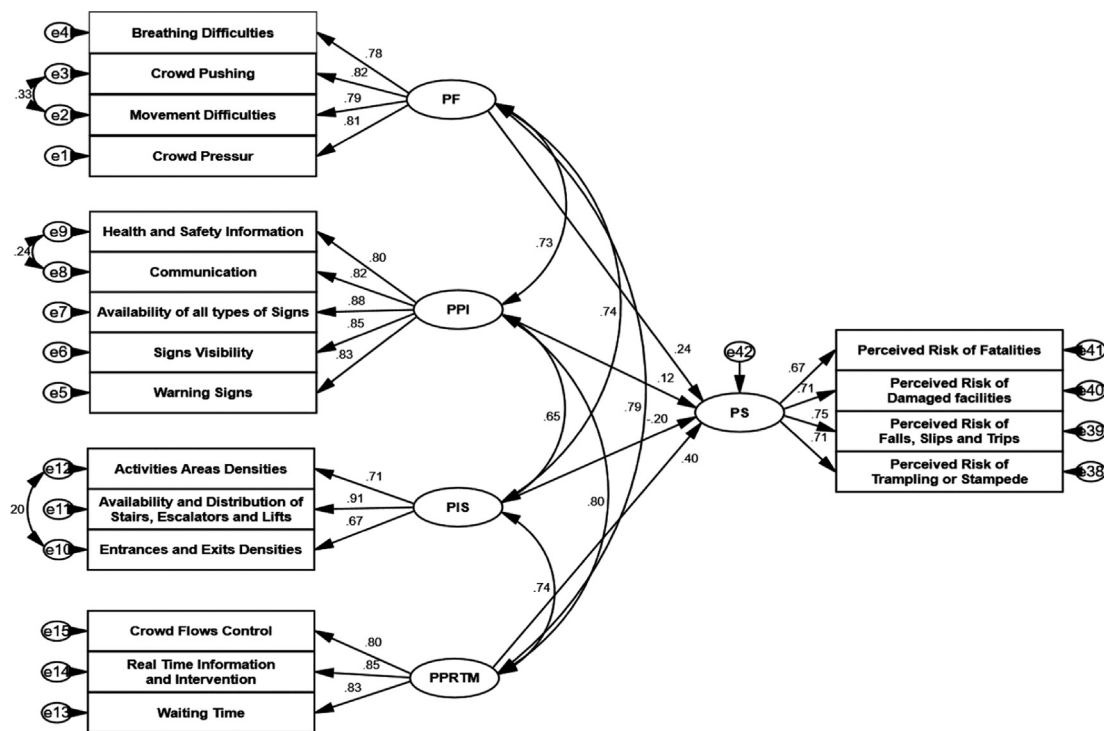 e4
Breathing Difficulties
.78
e3
Crowd Pushing
.82
PF
.33
e2
Movement Difficulties
.79
e1
Crowd Pressur
.81
e9
Health and Safety Information
.80
.73
.24
e8
Communication
.82
e7
Availability of all types of Signs
.88
PPI
.74
e6
Signs Visibility
.85
e5
Warning Signs
.83
.24
.12
e42
PS
.65
.79
-.20
.40
.67
Perceived Risk of Fatalities
e41
.71
Perceived Risk of
Damaged facilities
e40
.75
Perceived Risk of
Falls, Slips and Trips
e39
.71
Perceived Risk of
Trampling or Stampede
e38
e12
Activities Areas Densities
.71
20
e11
Availability and Distribution of
Stairs, Escalators and Lifts
.91
PIS
.80
e10
Entrances and Exits Densities
.67
.74
e15
Crowd Flows Control
.80
e14
Real Time Information
and Intervention
.85
PPRTM
e13
Waiting Time
.83